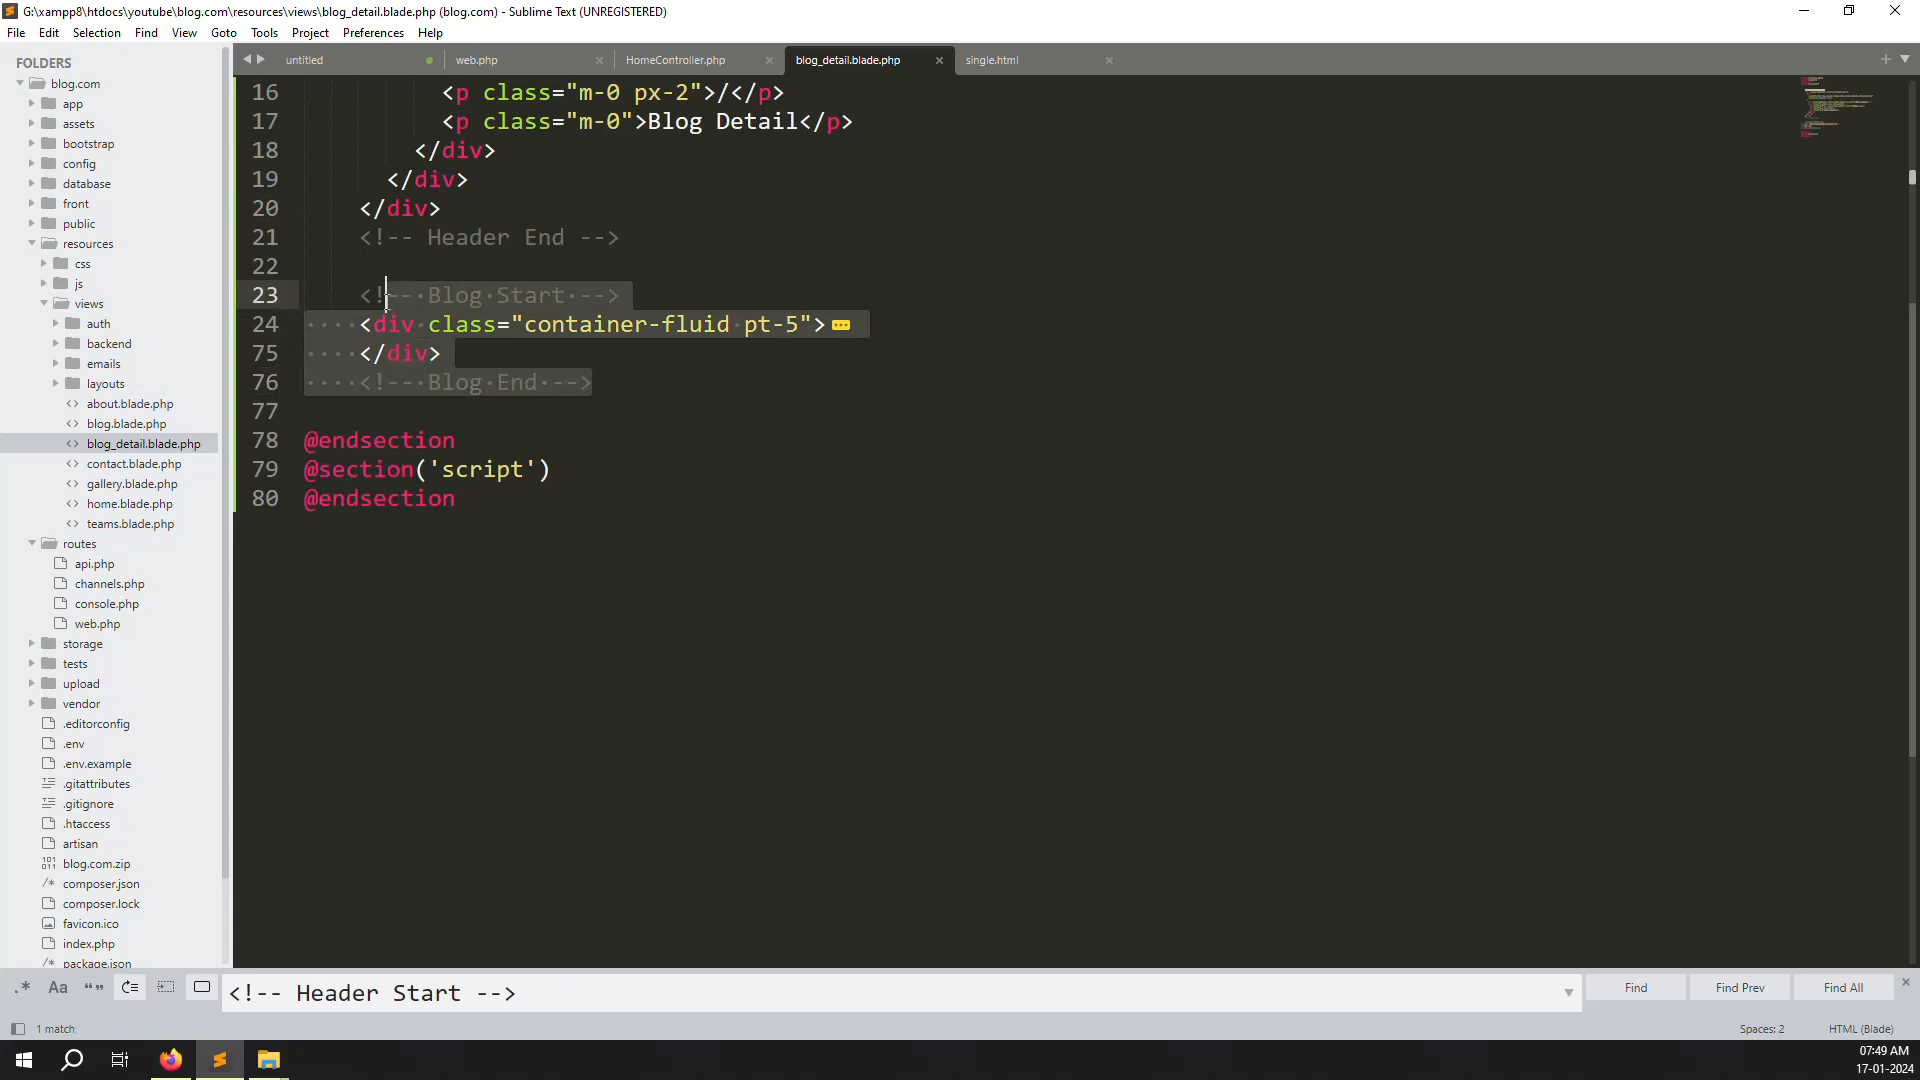 G:\xampp8\htdocs\youtube\blog.com\resources\views\blog_detail.blade.php (blog.com) - Sublime Text (UNREGISTERED)
File Edit Selection Find View Goto Tools Project Preferences Help
FOLDERS
blog.com
app
assets
bootstrap
config
database
front
public
resources
css
js
views
auth
backend
emails
layouts
about.blade.php
blog.blade.php
blog_detail.blade.php
contact.blade.php
gallery.blade.php
home.blade.php
teams.blade.php
routes
api.php
channels.php
console.php
web.php
storage
tests
upload
vendor
.editorconfig
.env
.env.example
.gitattributes
.gitignore
.htaccess
artisan
blog.com.zip
composer.json
composer.lock
favicon.ico
index.php
package.json
untitled web.php HomeController.php blog_detail.blade.php single.html
16 <p class="m-0 px-2">/</p>
17 <p class="m-0">Blog Detail</p>
18 </div>
19 </div>
20 </div>
21 <!-- Header End -->
22
23 <!-- Blog Start -->
24 <div class="container-fluid pt-5">
75 </div>
76 <!-- Blog End -->
77
78 @endsection
79 @section('script')
80 @endsection
.* Aa “” <!-- Header Start --> Find Find Prev Find All
1 match Spaces: 2 HTML (Blade)
07:49 AM
17-01-2024